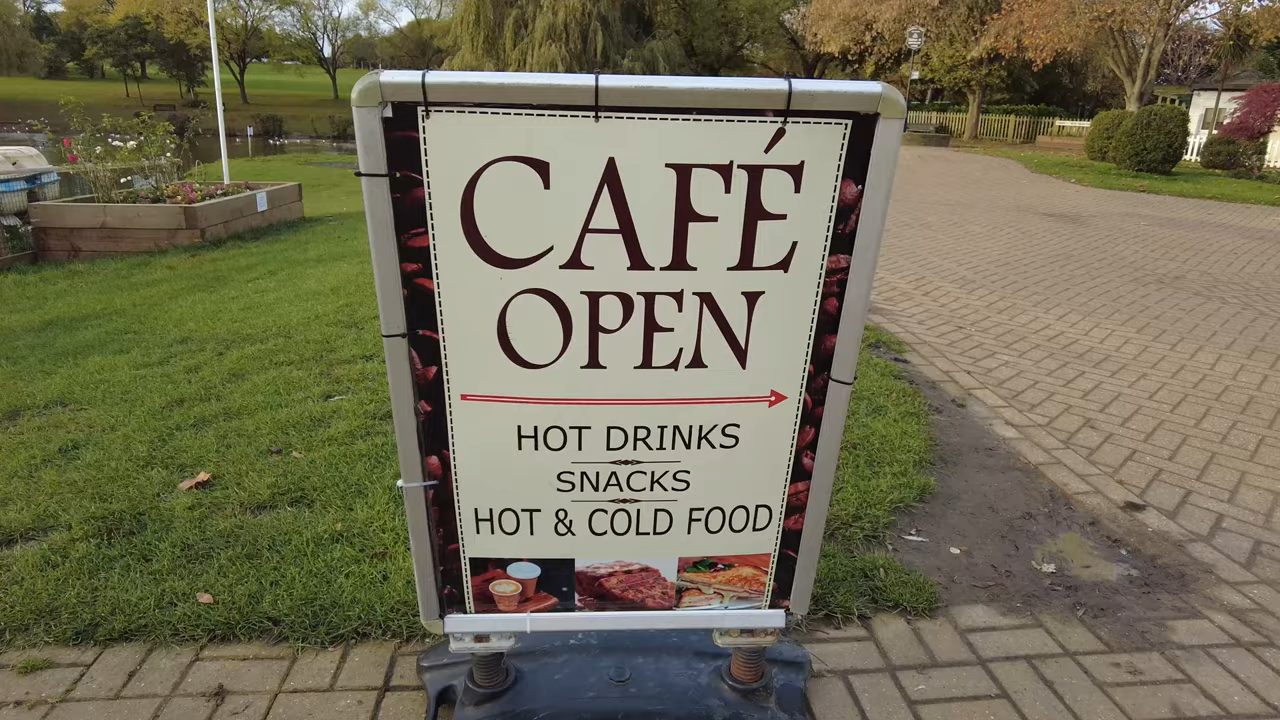 CAFÉ
OPEN
HOT DRINKS
SNACKS
HOT & COLD FOOD